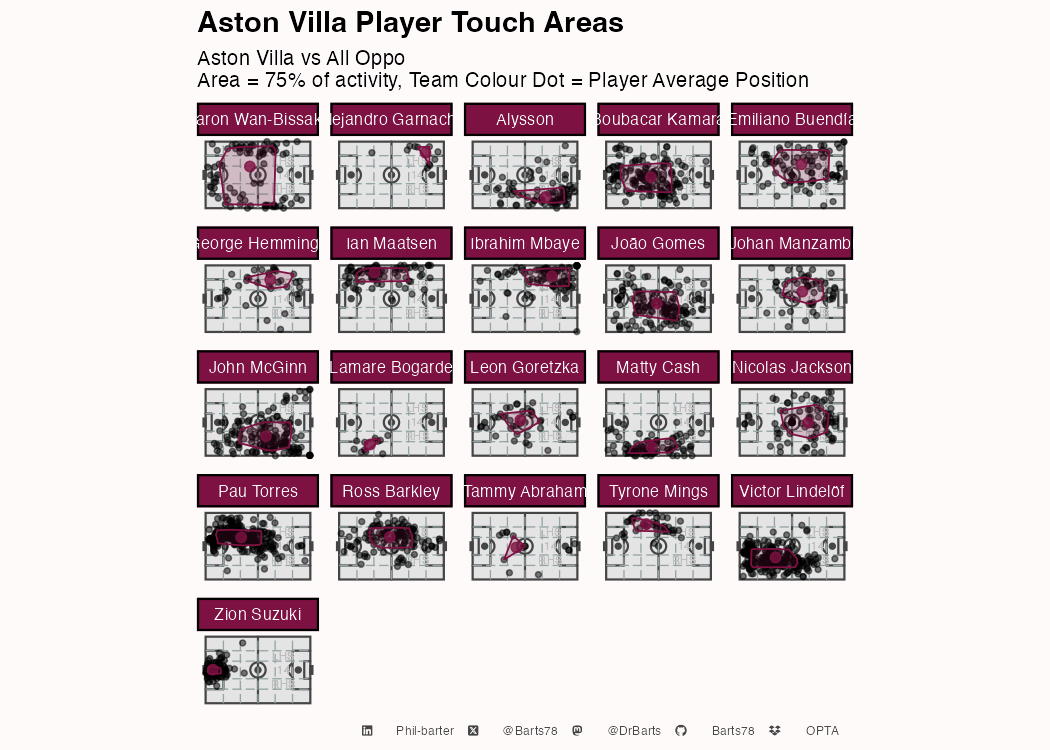 Aston Villa Player Touch Areas
Aston Villa vs All Oppo
Area = 75% of activity, Team Colour Dot = Player Average Position
aron Wan-Bissak
lejandro Garnach
Alysson
Boubacar Kamara
Emiliano Buendía
George Hemming
Ian Maatsen
Ibrahim Mbaye
João Gomes
Johan Manzamb
John McGinn
Lamare Bogarde
Leon Goretzka
Matty Cash
Nicolas Jackson
Pau Torres
Ross Barkley
Tammy Abraham
Tyrone Mings
Victor Lindelöf
Zion Suzuki
Phil-barter @Barts78 @DrBarts Barts78 OPTA